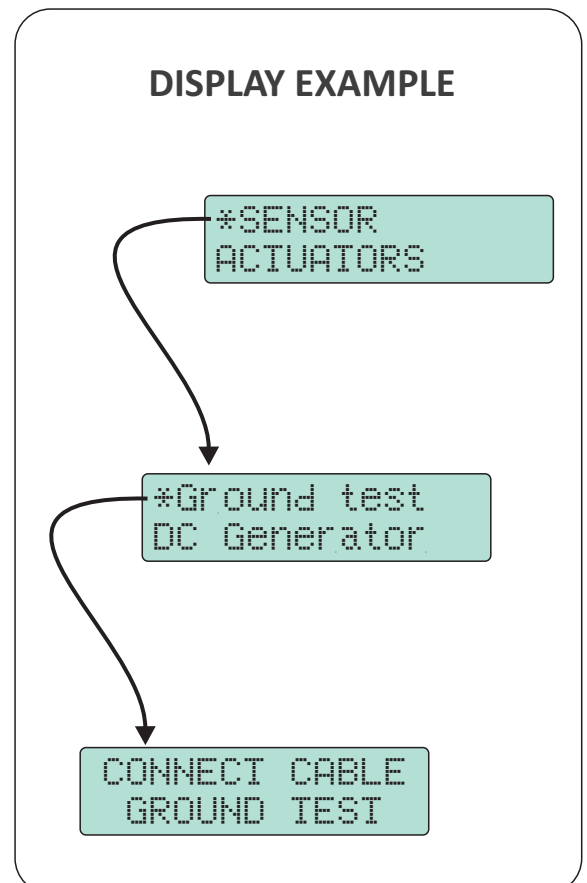 DISPLAY EXAMPLE
*SENSOR
ACTUATORS
*Ground test
DC Generator
CONNECT CABLE
GROUND TEST